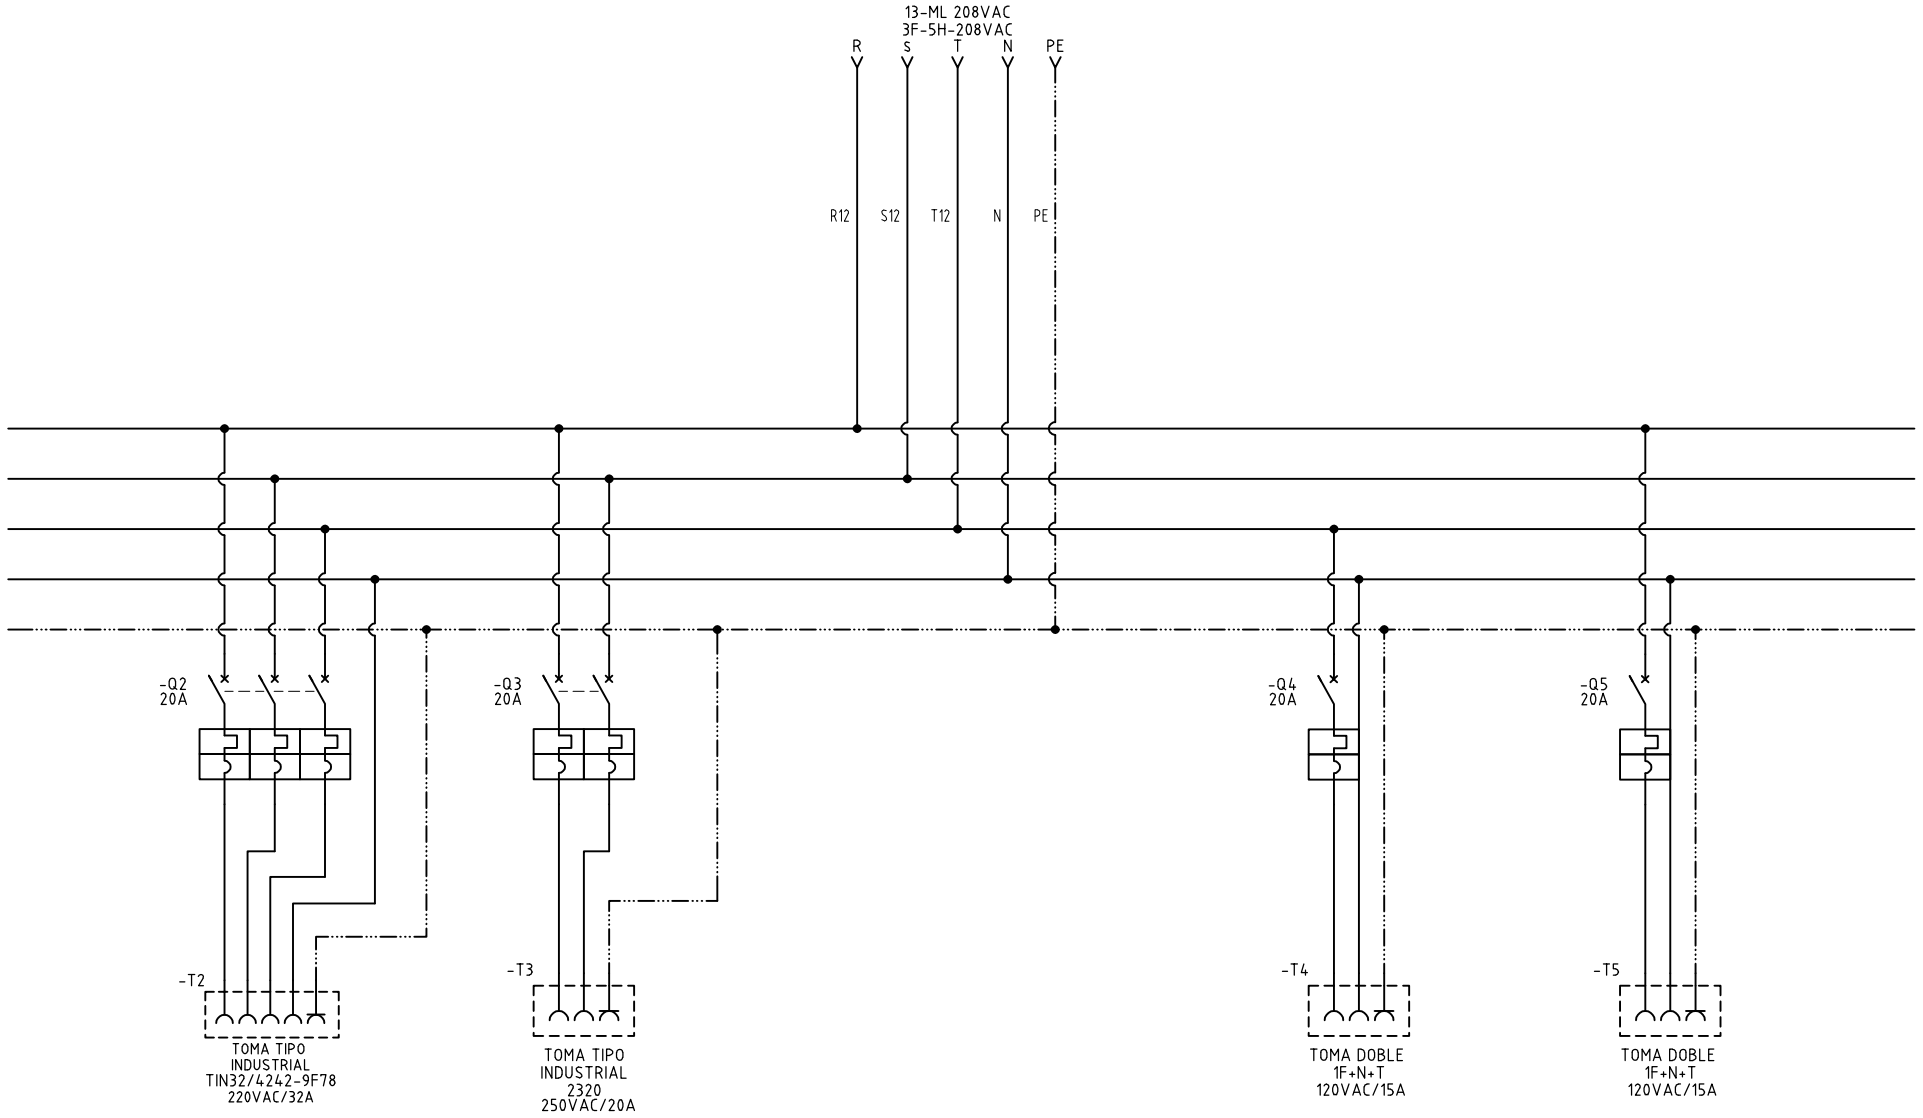 13-ML 208VAC
3F-5H-208VAC
R S T N PE
R12 S12 T12 N PE
-Q2
20A
-Q3
20A
-Q4
20A
-Q5
20A
-T2
TOMA TIPO
INDUSTRIAL
TIN32/4242-9F78
220VAC/32A
-T3
TOMA TIPO
INDUSTRIAL
2320
250VAC/20A
-T4
TOMA DOBLE
1F+N+T
120VAC/15A
-T5
TOMA DOBLE
1F+N+T
120VAC/15A